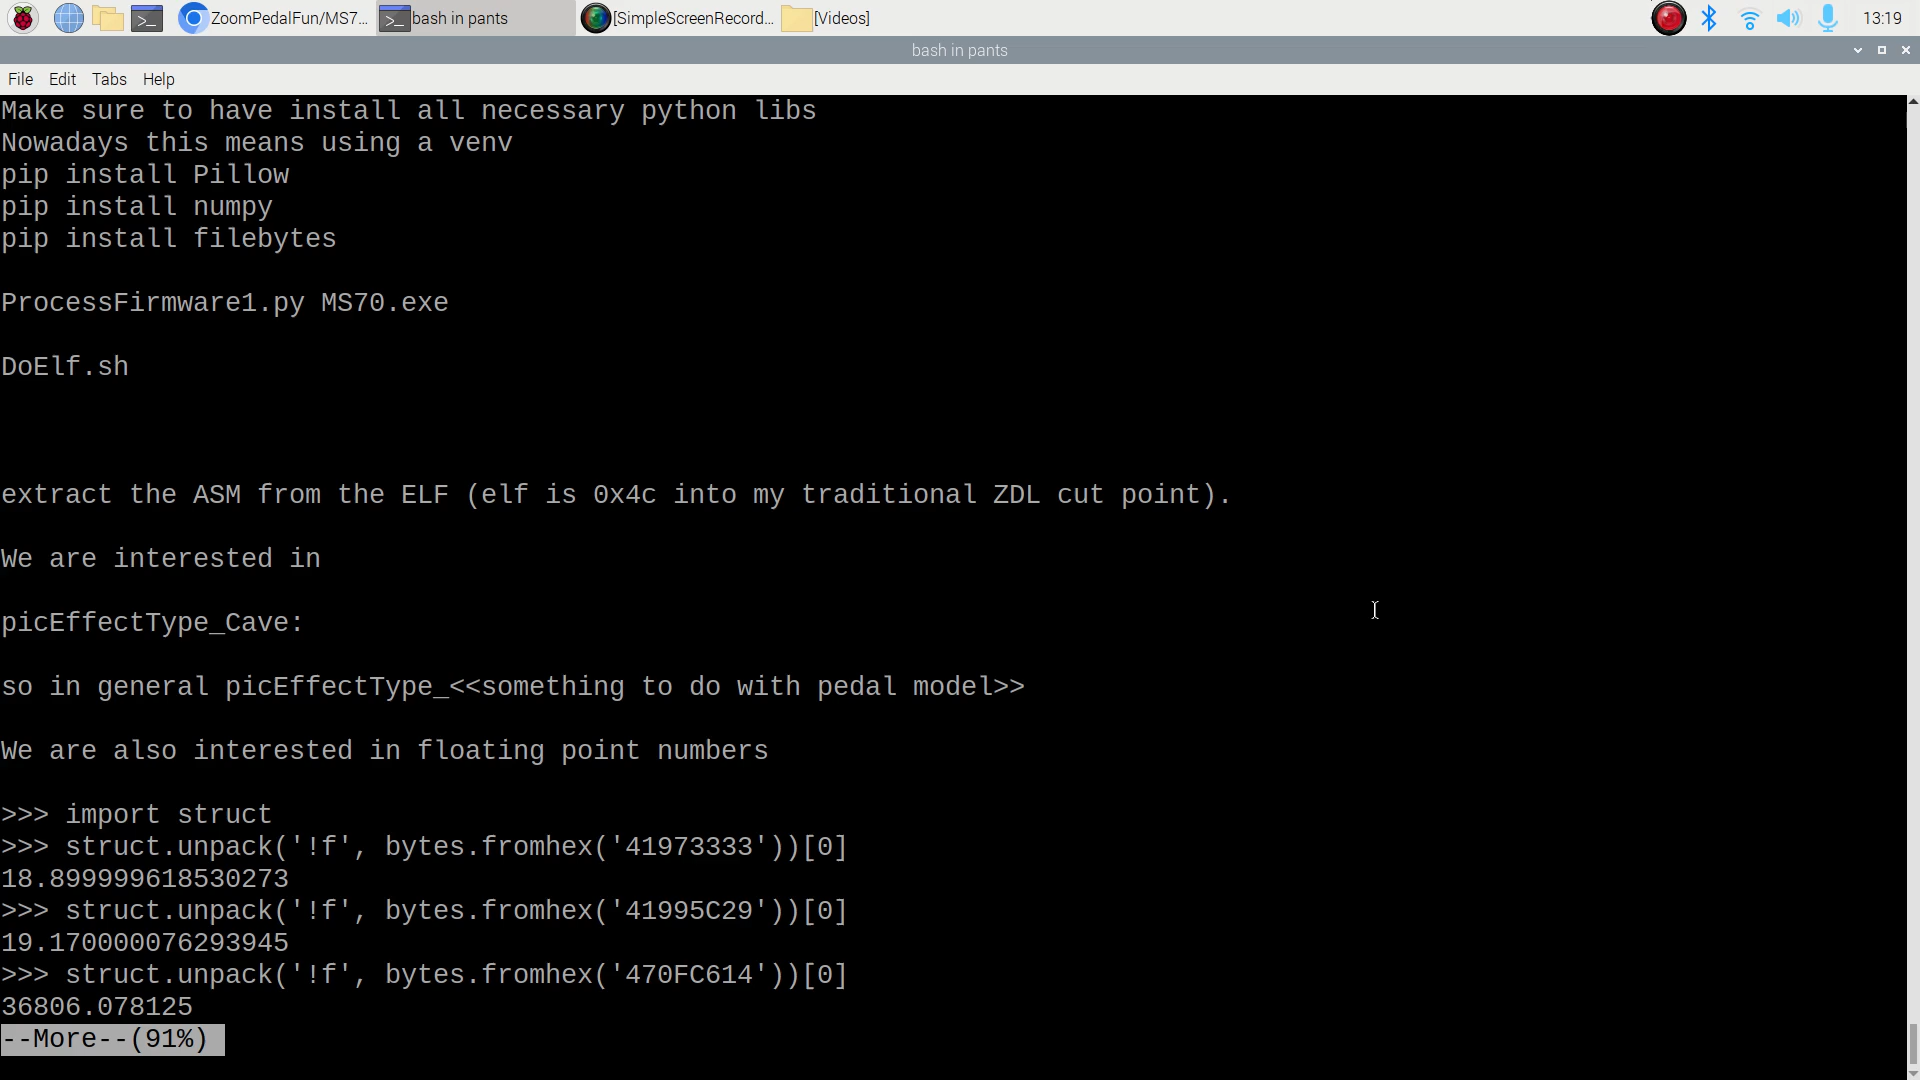 ZoomPedalFun/MS7...
bash in pants
[SimpleScreenRecord...
[Videos]
13:19
bash in pants
File Edit Tabs Help
Make sure to have install all necessary python libs
Nowadays this means using a venv
pip install Pillow
pip install numpy
pip install filebytes
ProcessFirmware1.py MS70.exe
DoElf.sh
extract the ASM from the ELF (elf is 0x4c into my traditional ZDL cut point).
We are interested in
picEffectType_Cave:
so in general picEffectType_<<something to do with pedal model>>
We are also interested in floating point numbers
>>> import struct
>>> struct.unpack('!f', bytes.fromhex('41973333'))[0]
18.899999618530273
>>> struct.unpack('!f', bytes.fromhex('41995C29'))[0]
19.170000076293945
>>> struct.unpack('!f', bytes.fromhex('470FC614'))[0]
36806.078125
--More--(91%)